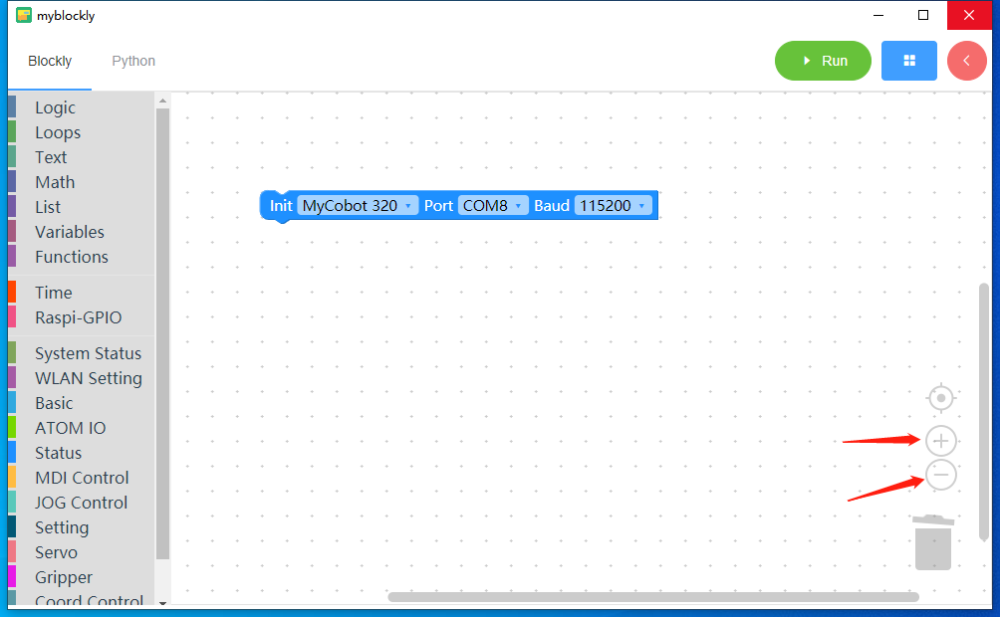 myblockly
Blockly Python Run
Logic
Loops
Text
Math
List
Variables
Functions
Time
Raspi-GPIO
System Status
WLAN Setting
Basic
ATOM IO
Status
MDI Control
JOG Control
Setting
Servo
Gripper
Coord Control
Init MyCobot 320 Port COM8 Baud 115200